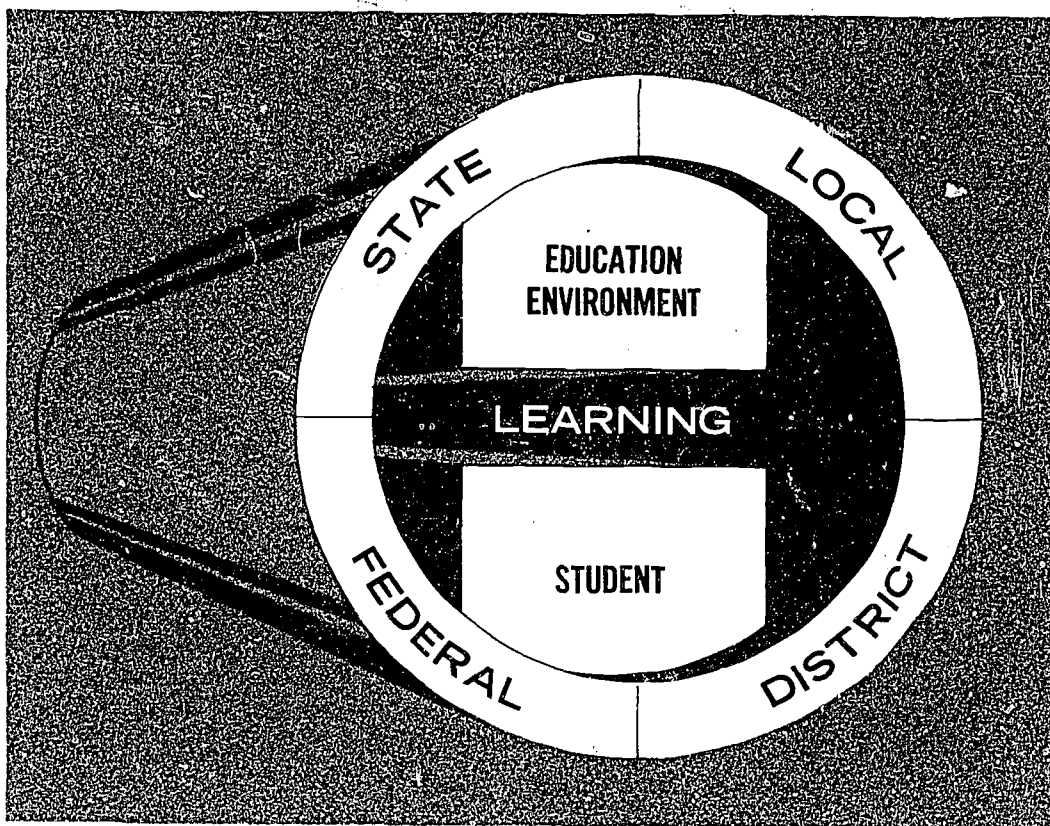 STATE
LOCAL
EDUCATION
ENVIRONMENT
LEARNING
STUDENT
FEDERAL
DISTRICT